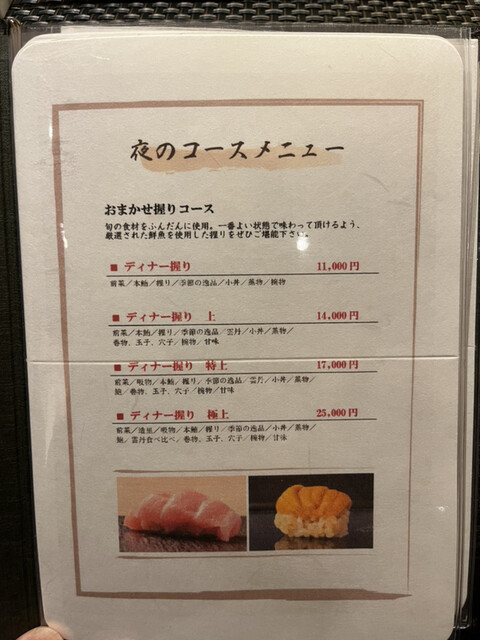 夜のコースメニュー
おまかせ握りコース
旬の食材をふんだんに使用。一番よい状態で味わって頂けるよう、
厳選された鮮魚を使用した握りをぜひご堪能下さい。
■ ディナー握り 11,000円
前菜／本鮪／握り／季節の逸品／小丼／蒸物／椀物
■ ディナー握り 上 14,000円
前菜／本鮪／握り／季節の逸品／雲丹／小丼／蒸物／
巻物、玉子、穴子／椀物／甘味
■ ディナー握り 特上 17,000円
前菜／吸物／本鮪／握り／季節の逸品／雲丹／小丼／蒸物／
鮑／巻物、玉子、穴子／椀物／甘味
■ ディナー握り 極上 25,000円
前菜／造里／吸物／本鮪／握り／季節の逸品／小丼／蒸物／
鮑／雲丹食べ比べ／巻物、玉子、穴子／椀物／甘味